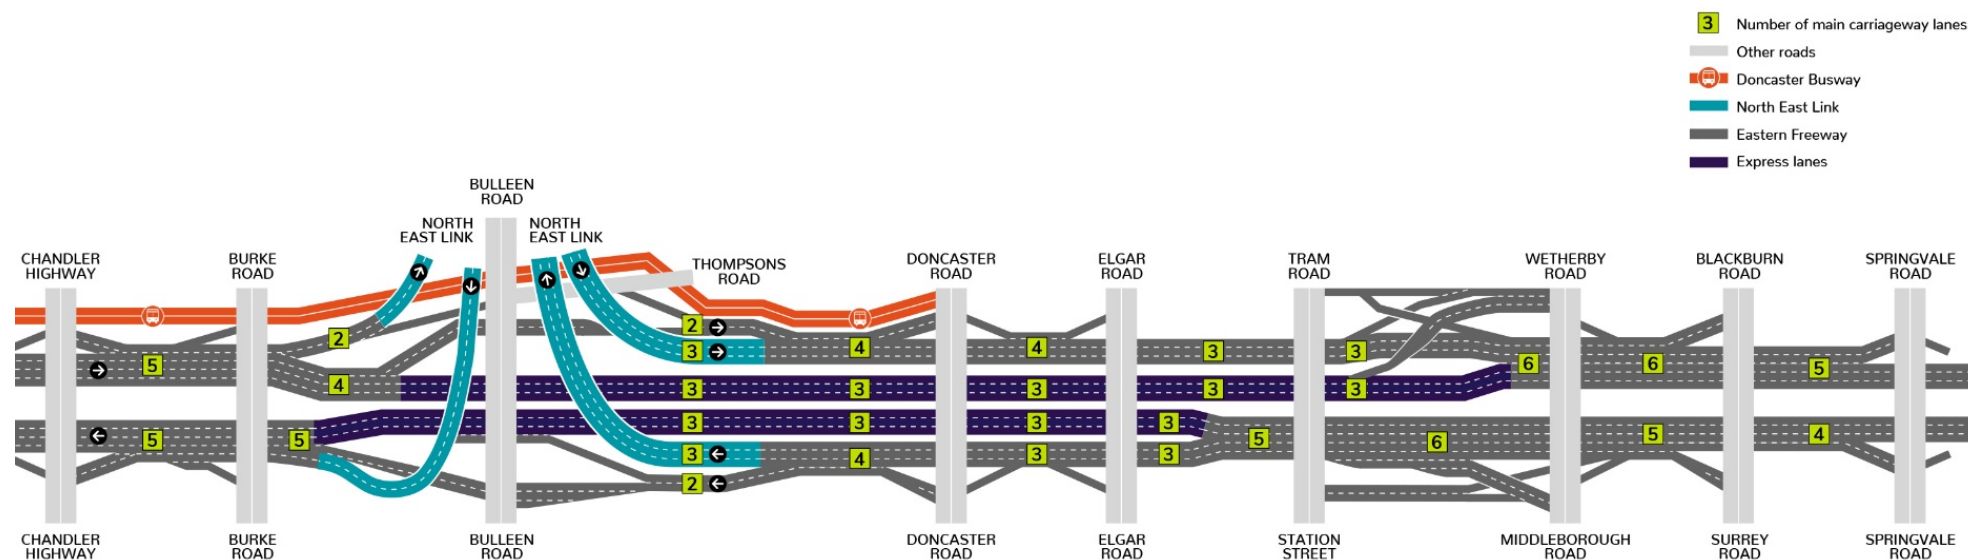 3 Number of main carriageway lanes
Other roads
Doncaster Busway
North East Link
Eastern Freeway
Express lanes
BULLEEN
ROAD
NORTH
EAST LINK
NORTH
EAST LINK
CHANDLER
HIGHWAY
BURKE
ROAD
THOMPSONS
ROAD
DONCASTER
ROAD
ELGAR
ROAD
TRAM
ROAD
WETHERBY
ROAD
BLACKBURN
ROAD
SPRINGVALE
ROAD
2
2
5
3
4
4
3
3
6
6
5
4
3
3
3
3
3
3
3
3
3
3
5
5
3
4
3
3
5
6
5
4
2
CHANDLER
HIGHWAY
BURKE
ROAD
BULLEEN
ROAD
DONCASTER
ROAD
ELGAR
ROAD
STATION
STREET
MIDDLEBOROUGH
ROAD
SURREY
ROAD
SPRINGVALE
ROAD